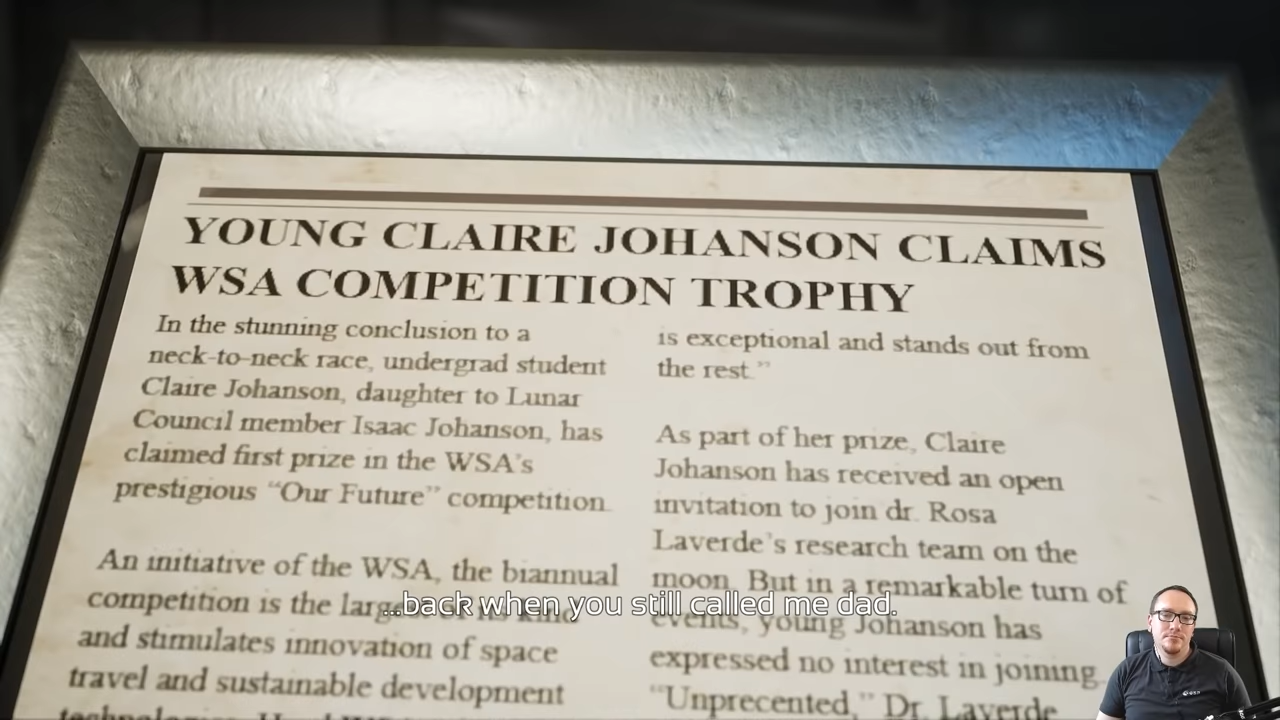 YOUNG CLAIRE JOHANSON CLAIMS
WSA COMPETITION TROPHY
In the stunning conclusion to a
neck-to-neck race, undergrad student
Claire Johanson, daughter to Lunar
Council member Isaac Johanson, has
claimed first prize in the WSA's
prestigious “Our Future” competition.
An initiative of the WSA, the biannual
competition is the largest of its kind
and stimulates innovation of space
travel and sustainable development
is exceptional and stands out from
the rest.”
As part of her prize, Claire
Johanson has received an open
invitation to join dr. Rosa
Laverde's research team on the
moon. But in a remarkable turn of
events, young Johanson has
expressed no interest in joining.
“Unprecented,” Dr. Laverde
...back when you still called me dad.